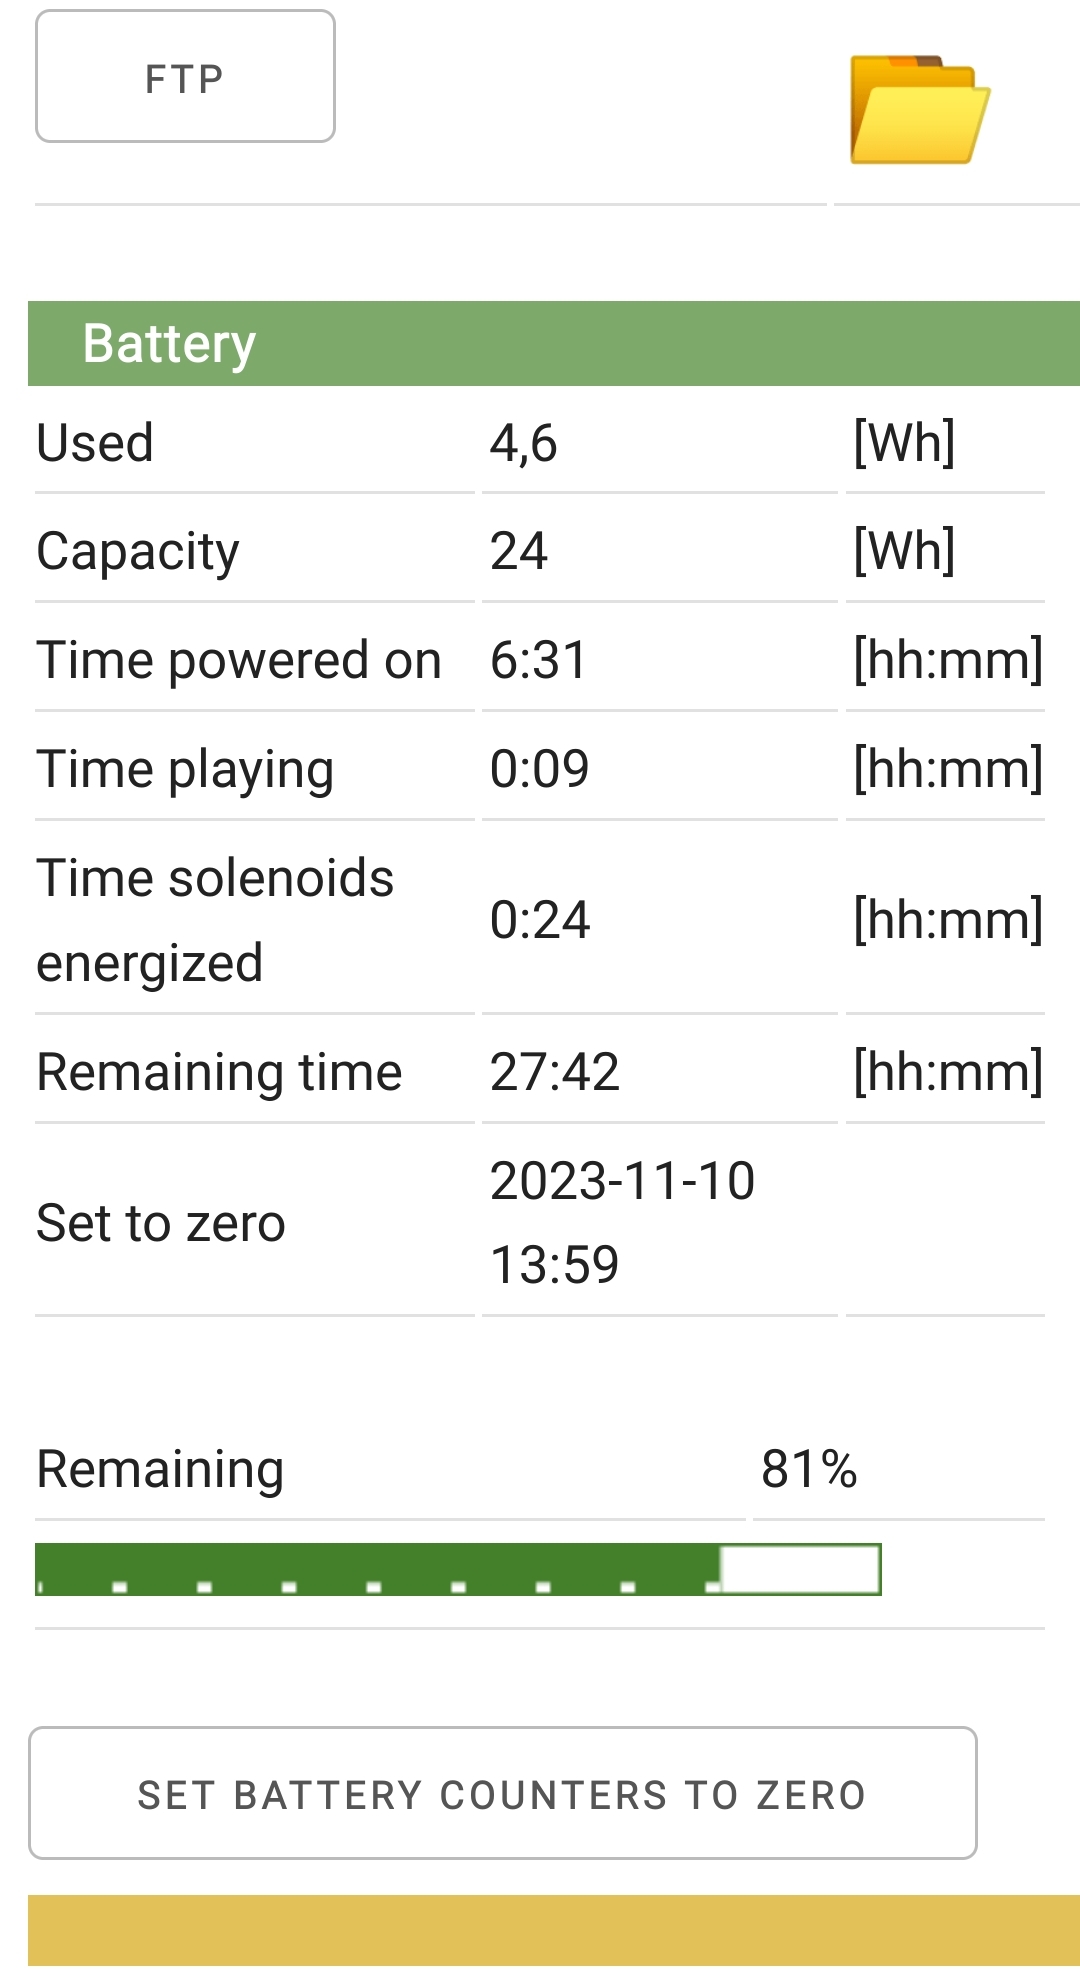 FTP
Battery
Used 4,6 [Wh]
Capacity 24 [Wh]
Time powered on 6:31 [hh:mm]
Time playing 0:09 [hh:mm]
Time solenoids
energized 0:24 [hh:mm]
Remaining time 27:42 [hh:mm]
Set to zero 2023-11-10
13:59
Remaining 81%
SET BATTERY COUNTERS TO ZERO